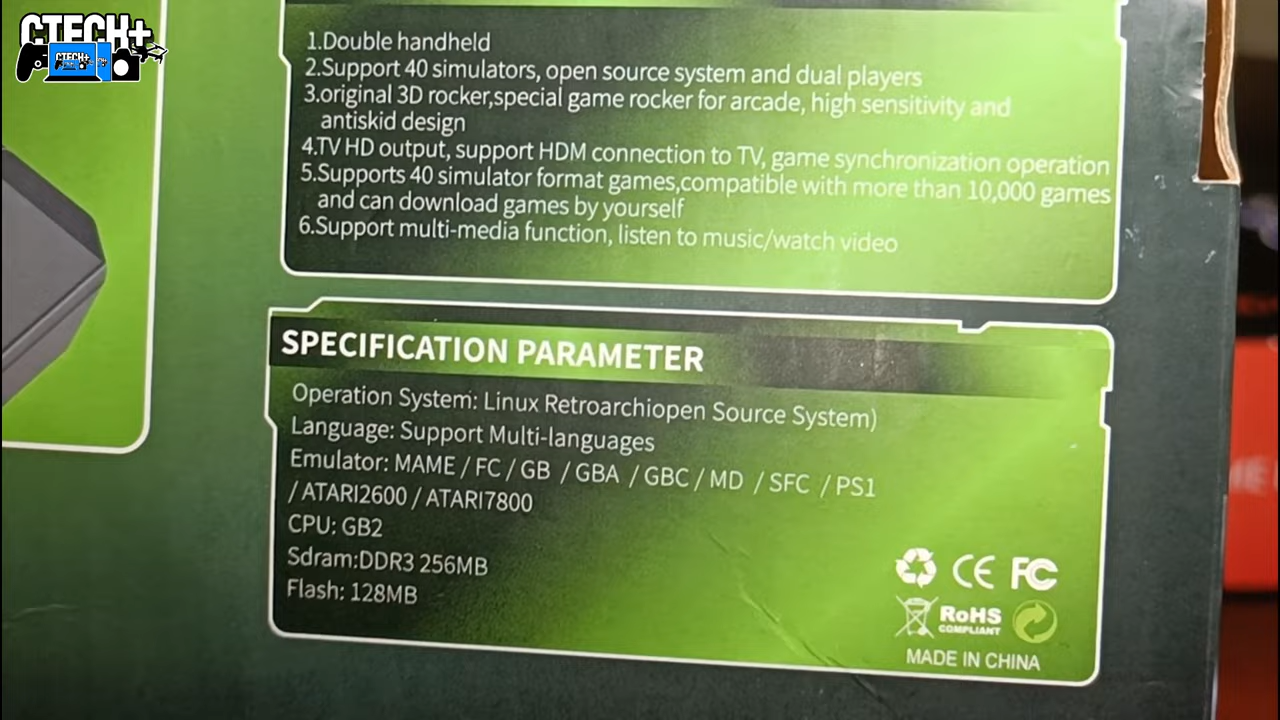 CTECH+
CTECH+
1.Double handheld
2.Support 40 simulators, open source system and dual players
3.original 3D rocker,special game rocker for arcade, high sensitivity and
antiskid design
4.TV HD output, support HDM connection to TV, game synchronization operation
5.Supports 40 simulator format games,compatible with more than 10,000 games
and can download games by yourself
6.Support multi-media function, listen to music/watch video
SPECIFICATION PARAMETER
Operation System: Linux Retroarchiopen Source System)
Language: Support Multi-languages
Emulator: MAME / FC / GB / GBA / GBC / MD / SFC / PS1
/ ATARI2600 / ATARI7800
CPU: GB2
Sdram:DDR3 256MB
Flash: 128MB
CE FC
RoHS
COMPLIANT
MADE IN CHINA